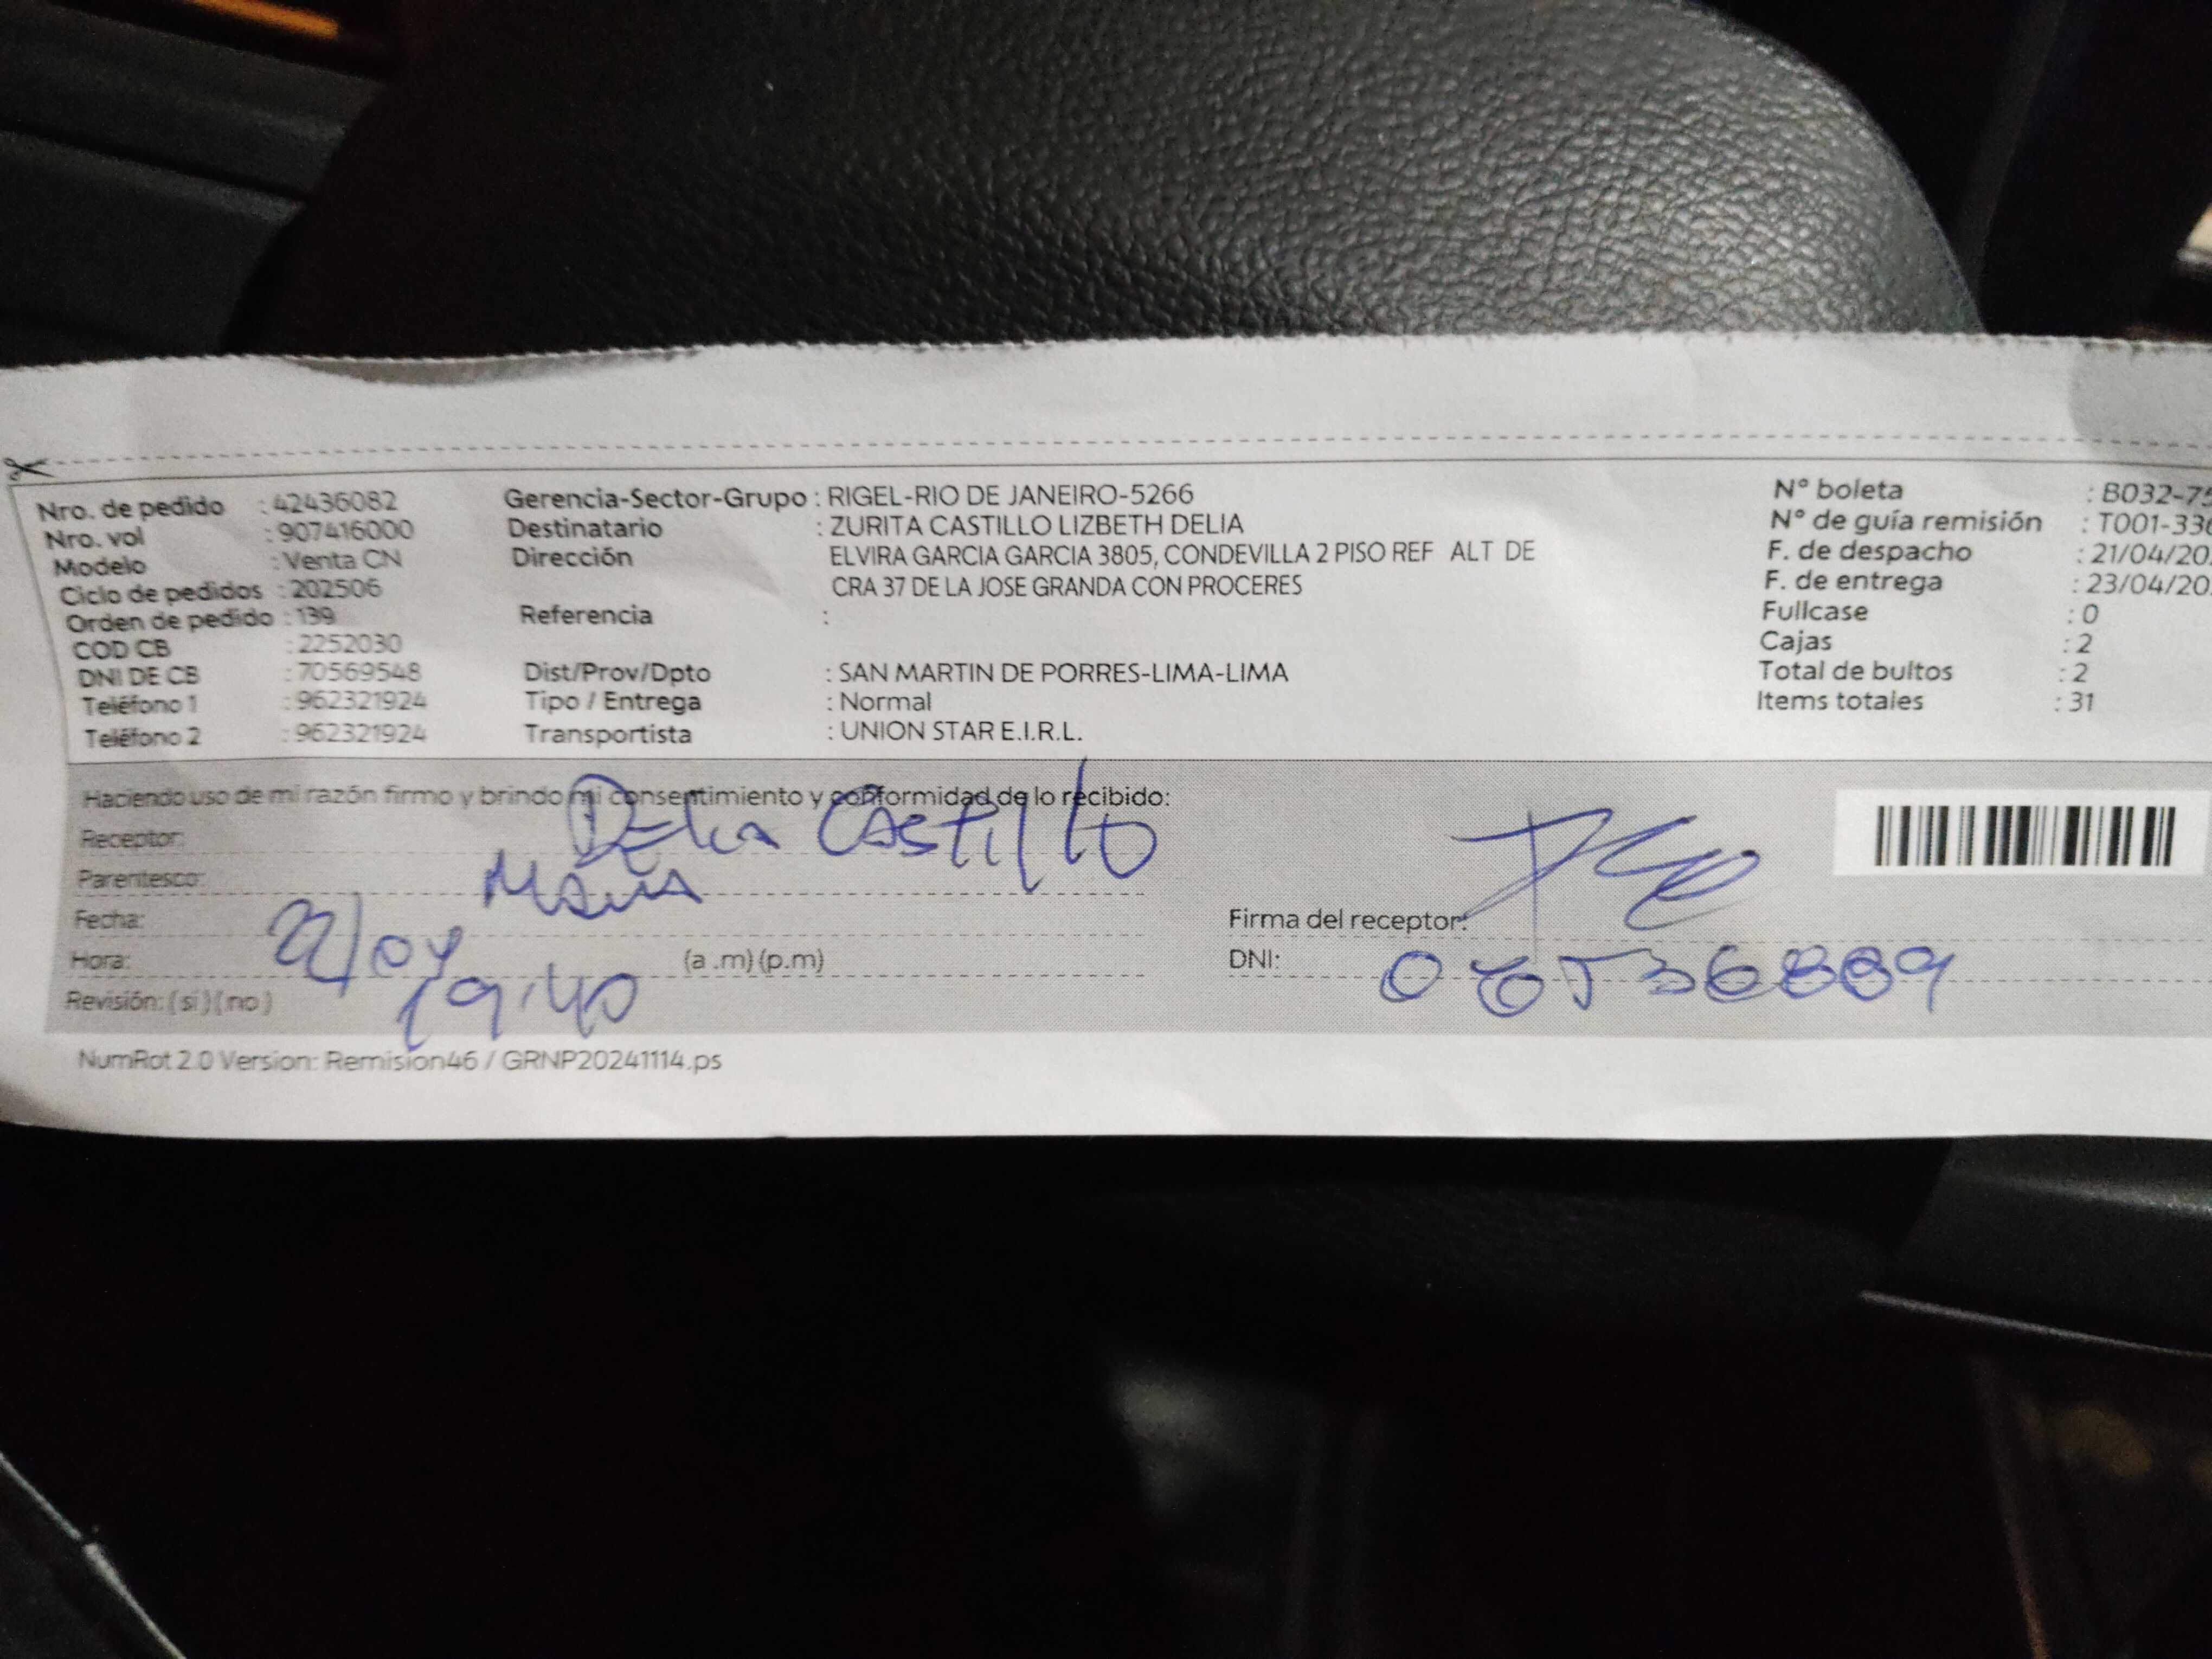 Nro. de pedido : 42436082
Nro. vol : 907416000
Modelo : Venta CN
Ciclo de pedidos : 202506
Orden de pedido : 139
COD CB : 2252030
DNI DE CB : 70569548
Teléfono 1 : 962321924
Teléfono 2 : 962321924
Gerencia-Sector-Grupo : RIGEL-RIO DE JANEIRO-5266
Destinatario : ZURITA CASTILLO LIZBETH DELIA
Dirección ELVIRA GARCIA GARCIA 3805, CONDEVILLA 2 PISO REF ALT DE
CRA 37 DE LA JOSE GRANDA CON PROCERES
Referencia :
Dist/Prov/Dpto : SAN MARTIN DE PORRES-LIMA-LIMA
Tipo / Entrega : Normal
Transportista : UNION STAR E.I.R.L.
N° boleta : B032-75
N° de guía remisión : T001-336
F. de despacho : 21/04/20
F. de entrega : 23/04/20
Fullcase : 0
Cajas : 2
Total de bultos : 2
Items totales : 31
Haciendo uso de mi razón firmo y brindo mi consentimiento y conformidad de lo recibido:
Receptor: Delia Castillo
Parentesco:
Fecha: 22/04
Hora: 19:40 (a .m) (p.m)
Revisión: ( si ) ( no )
Firma del receptor:
DNI:
NumRot 2.0 Version: Remision46 / GRNP20241114.ps